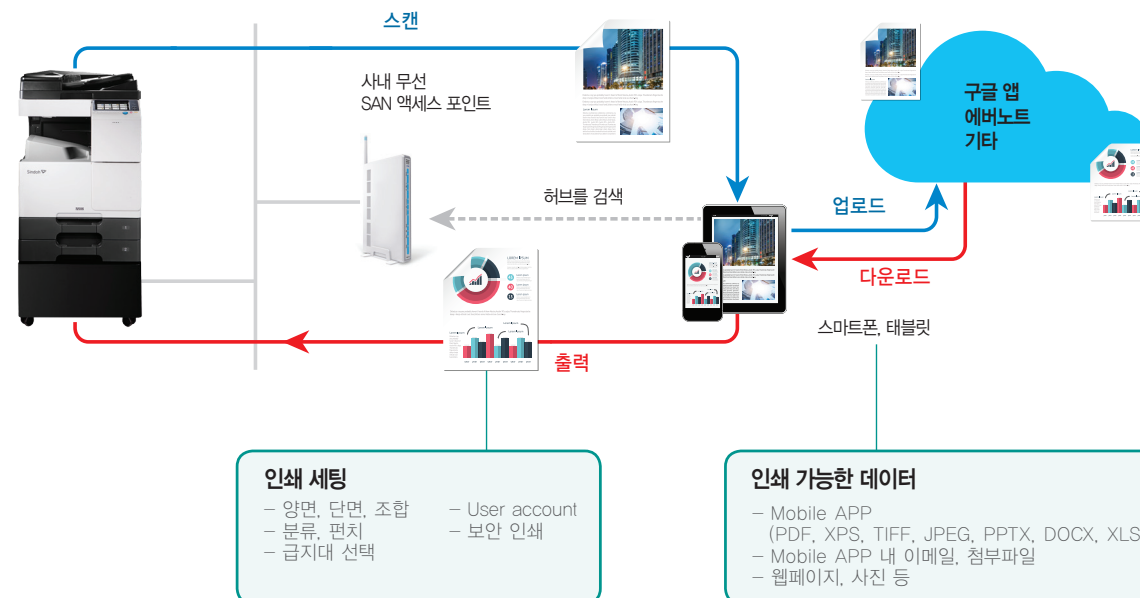 스캔
사내 무선
SAN 액세스 포인트
구글 앱
에버노트
기타
허브를 검색
업로드
다운로드
스마트폰, 태블릿
출력
Sindoh
인쇄 세팅
– 양면, 단면, 조합
– 분류, 펀치
– 급지대 선택
– User account
– 보안 인쇄
인쇄 가능한 데이터
– Mobile APP
(PDF, XPS, TIFF, JPEG, PPTX, DOCX, XLS
– Mobile APP 내 이메일, 첨부파일
– 웹페이지, 사진 등